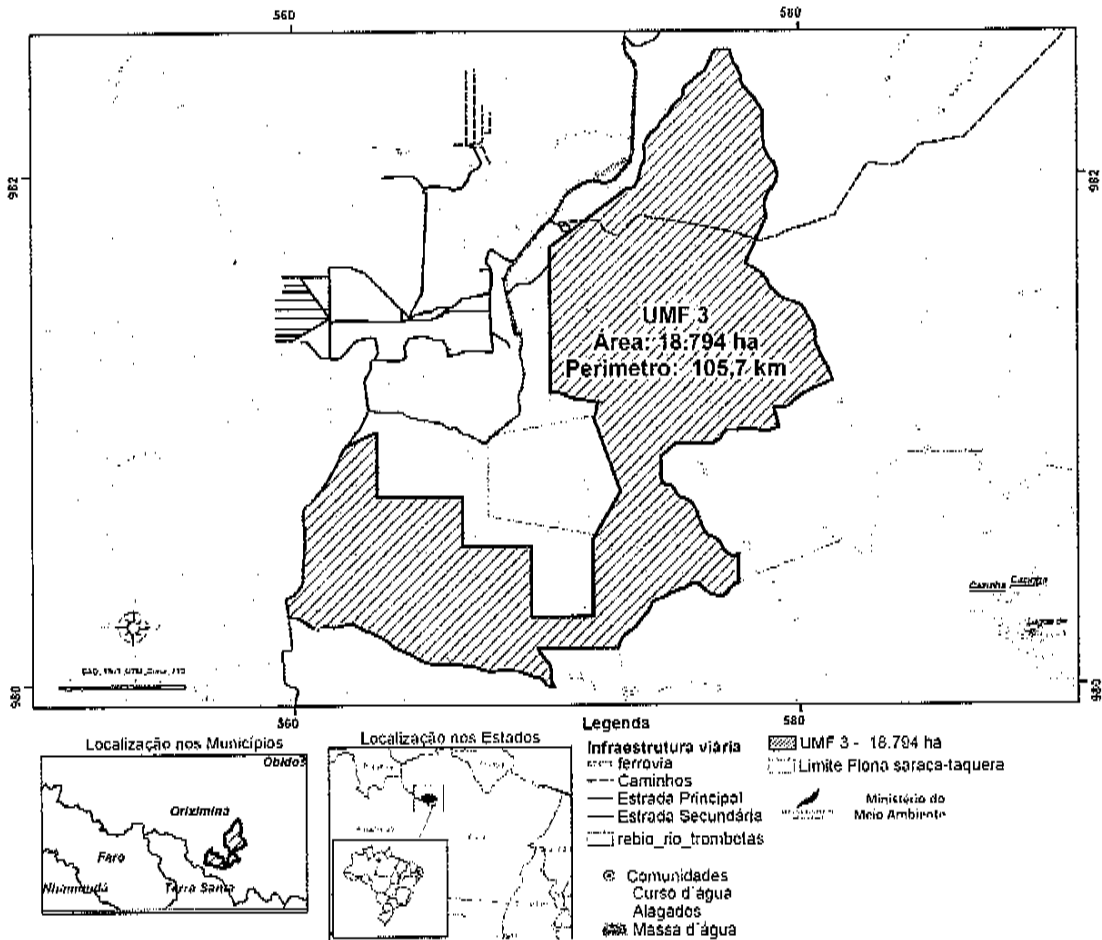 560
580
982
982
UMF 3
Área: 18.794 ha
Perímetro: 105,7 km
980
980
560
580
Localização nos Municípios
Óbidos
Oriximiná
Faro
Nhamundá
Terra Santa
Localização nos Estados
Legenda
Infraestrutura viária
ferrovia
Caminhos
Estrada Principal
Estrada Secundária
rebio_rio_trombetas
Comunidades
Curso d'água
Alagados
Massa d'água
UMF 3 - 18.794 ha
Limite Flona saraca-taquera
Ministério do
Meio Ambiente